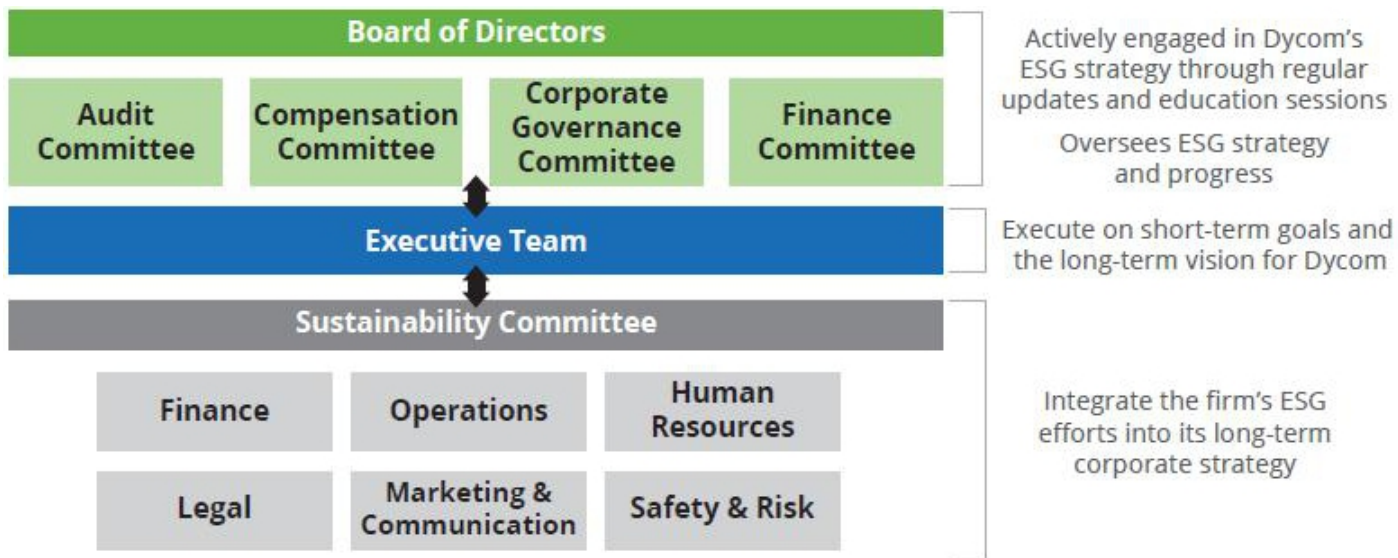 Board of Directors
Audit
Committee
Compensation
Committee
Corporate
Governance
Committee
Finance
Committee
Actively engaged in Dycom’s
ESG strategy through regular
updates and education sessions
Oversees ESG strategy
and progress
Executive Team
Execute on short-term goals and
the long-term vision for Dycom
Sustainability Committee
Finance
Operations
Human
Resources
Legal
Marketing &
Communication
Safety & Risk
Integrate the firm’s ESG
efforts into its long-term
corporate strategy